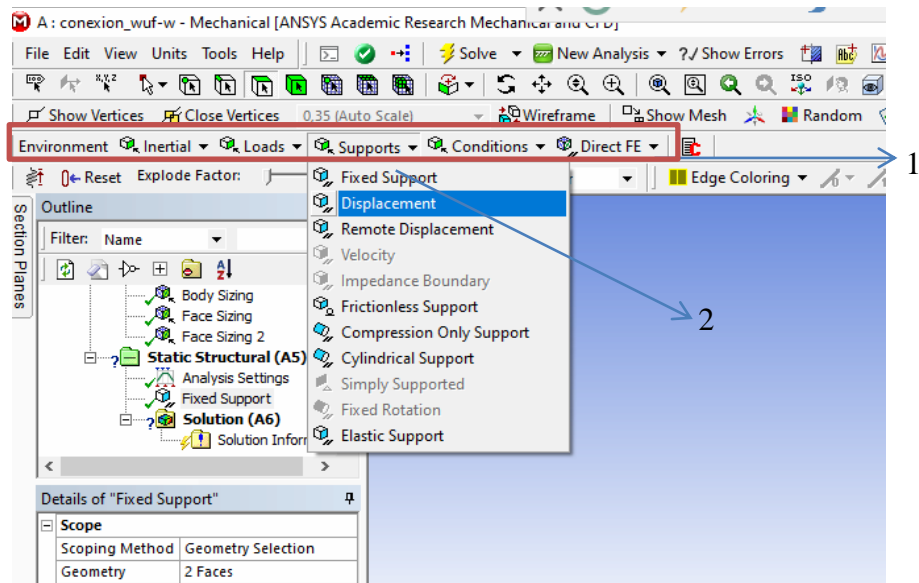 A : conexion_wuf-w - Mechanical [ANSYS Academic Research Mechanical and CFD]
File Edit View Units Tools Help Solve New Analysis ?/ Show Errors
Show Vertices Close Vertices 0,35 (Auto Scale) Wireframe Show Mesh Random
Environment Inertial Loads Supports Conditions Direct FE
1
Reset Explode Factor: Edge Coloring
Fixed Support
Displacement
Remote Displacement
Velocity
Impedance Boundary
Frictionless Support
Compression Only Support
Cylindrical Support
Simply Supported
Fixed Rotation
Elastic Support
2
Section Planes
Outline
Filter: Name
Body Sizing
Face Sizing
Face Sizing 2
Static Structural (A5)
Analysis Settings
Fixed Support
Solution (A6)
Solution Inforr
Details of "Fixed Support"
Scope
Scoping Method Geometry Selection
Geometry 2 Faces